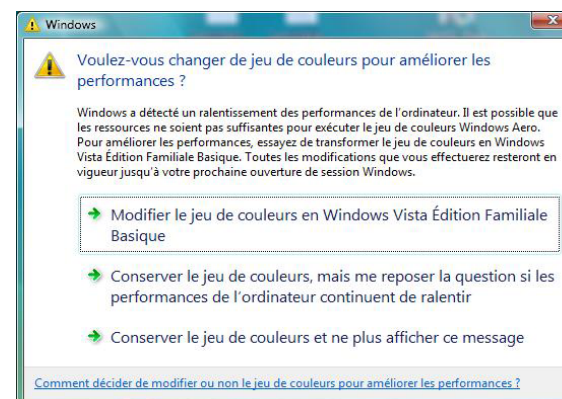 Windows
Voulez-vous changer de jeu de couleurs pour améliorer les
performances ?
Windows a détecté un ralentissement des performances de l'ordinateur. Il est possible que
les ressources ne soient pas suffisantes pour exécuter le jeu de couleurs Windows Aero.
Pour améliorer les performances, essayez de transformer le jeu de couleurs en Windows
Vista Édition Familiale Basique. Toutes les modifications que vous effectuerez resteront en
vigueur jusqu'à votre prochaine ouverture de session Windows.
Modifier le jeu de couleurs en Windows Vista Édition Familiale
Basique
Conserver le jeu de couleurs, mais me reposer la question si les
performances de l'ordinateur continuent de ralentir
Conserver le jeu de couleurs et ne plus afficher ce message
Comment décider de modifier ou non le jeu de couleurs pour améliorer les performances ?